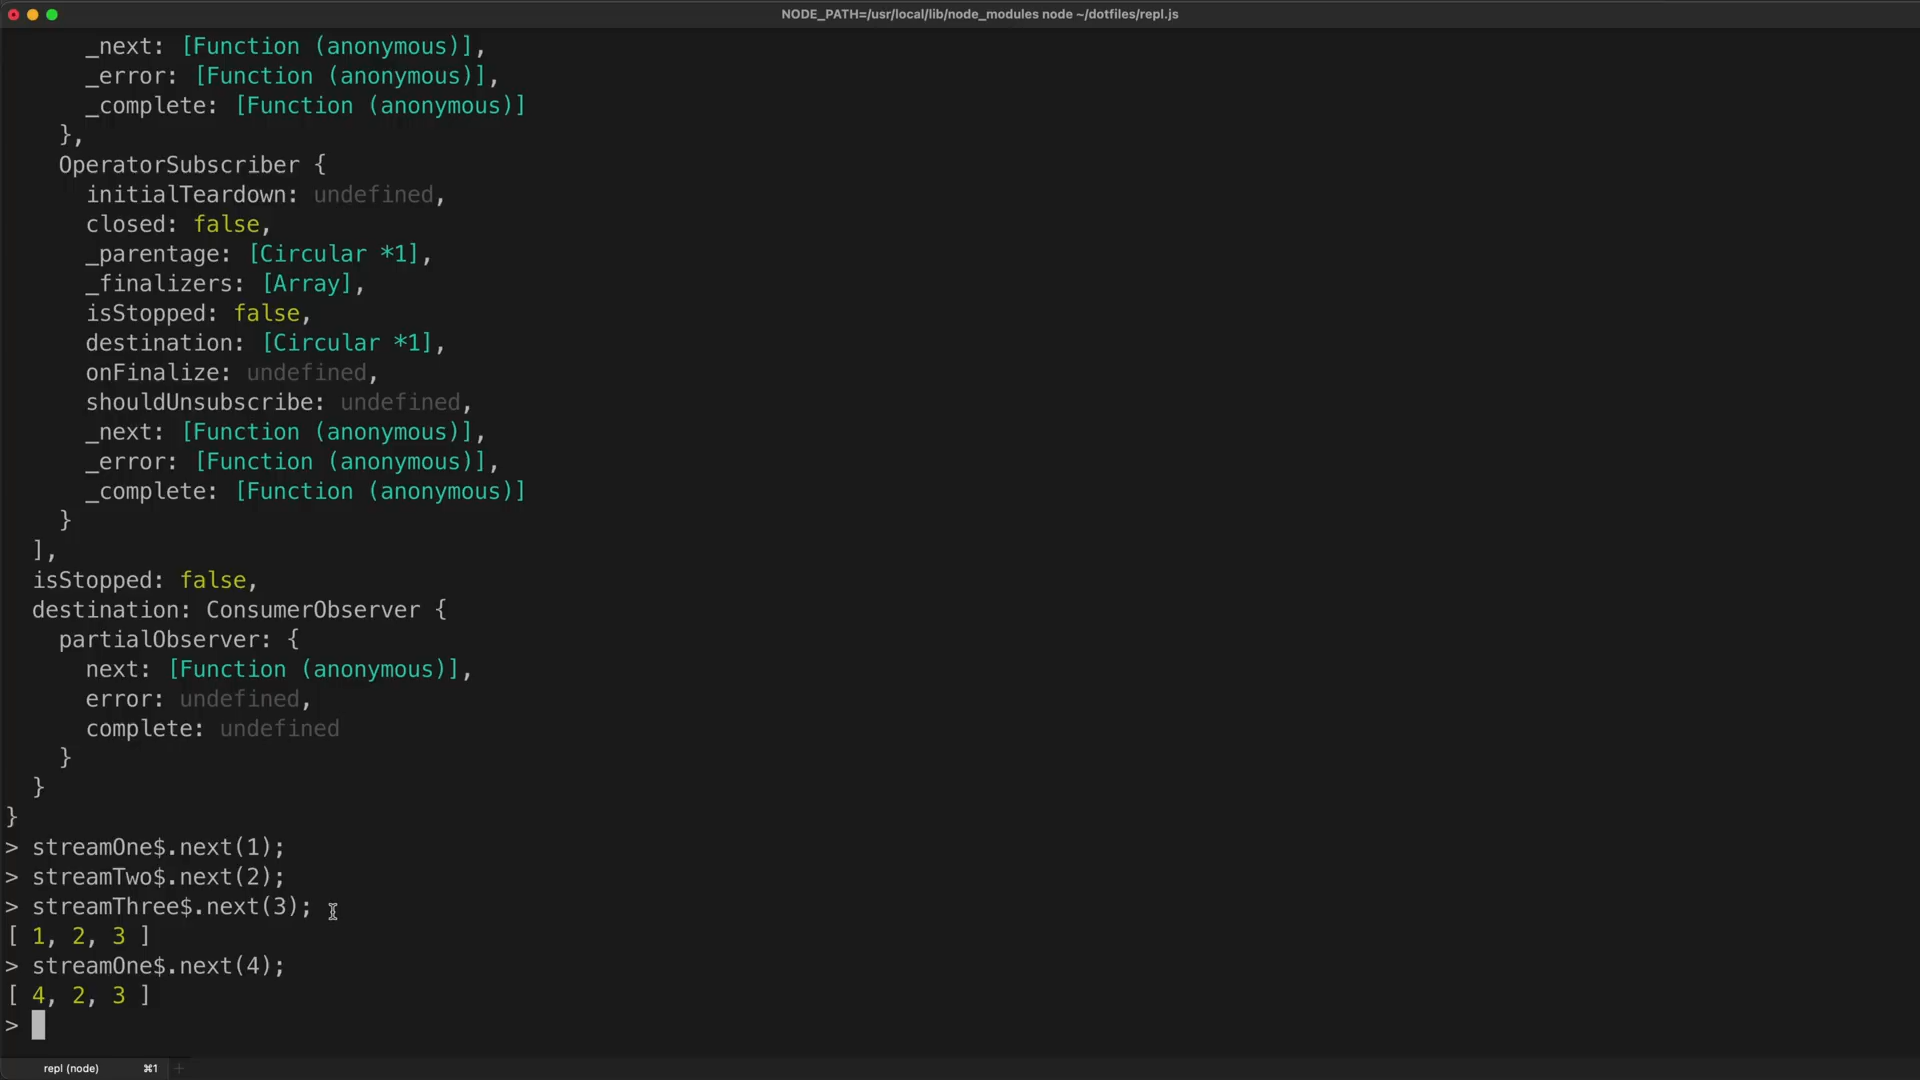 NODE_PATH=/usr/local/lib/node_modules node ~/dotfiles/repl.js
_next: [Function (anonymous)],
_error: [Function (anonymous)],
_complete: [Function (anonymous)]
},
OperatorSubscriber {
initialTeardown: undefined,
closed: false,
_parentage: [Circular *1],
_finalizers: [Array],
isStopped: false,
destination: [Circular *1],
onFinalize: undefined,
shouldUnsubscribe: undefined,
_next: [Function (anonymous)],
_error: [Function (anonymous)],
_complete: [Function (anonymous)]
}
],
isStopped: false,
destination: ConsumerObserver {
partialObserver: {
next: [Function (anonymous)],
error: undefined,
complete: undefined
}
}
}
> streamOne$.next(1);
> streamTwo$.next(2);
> streamThree$.next(3);
[ 1, 2, 3 ]
> streamOne$.next(4);
[ 4, 2, 3 ]
>
repl (node) ⌘1 +